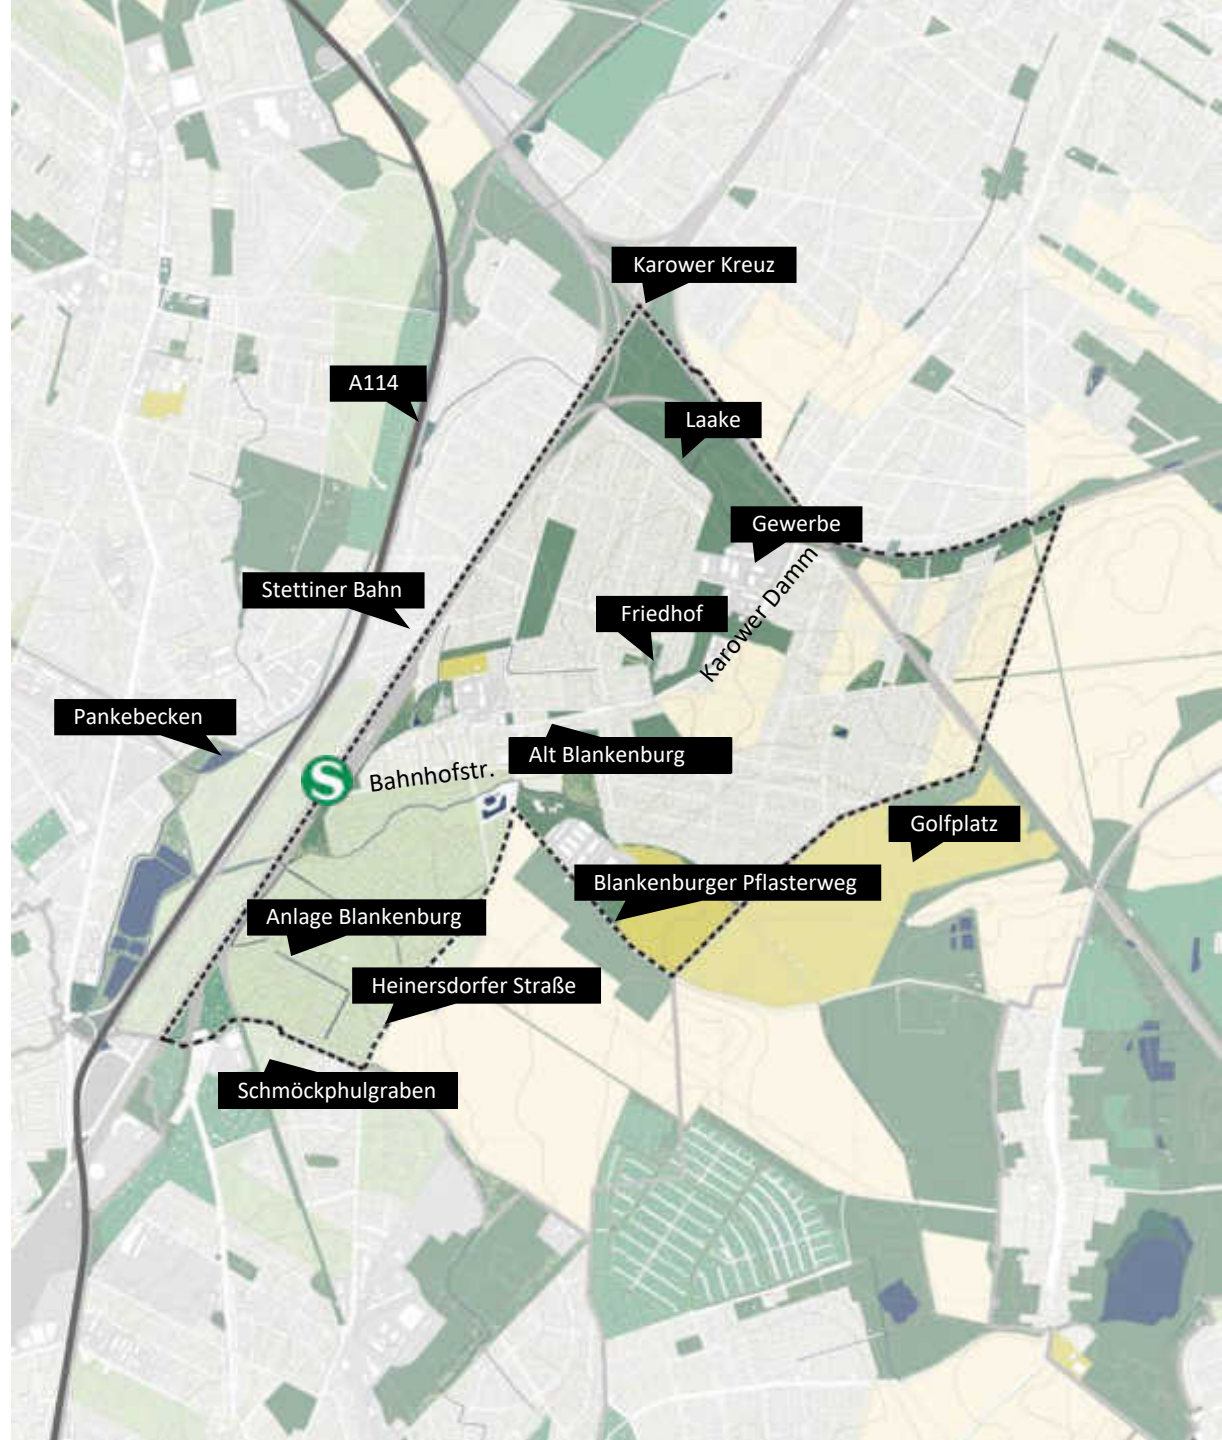 Karower Kreuz
A114
Laake
Gewerbe
Stettiner Bahn
Friedhof
Karower Damm
Pankebecken
Alt Blankenburg
S
Bahnhofstr.
Golfplatz
Blankenburger Pflasterweg
Anlage Blankenburg
Heinersdorfer Straße
Schmöckphulgraben